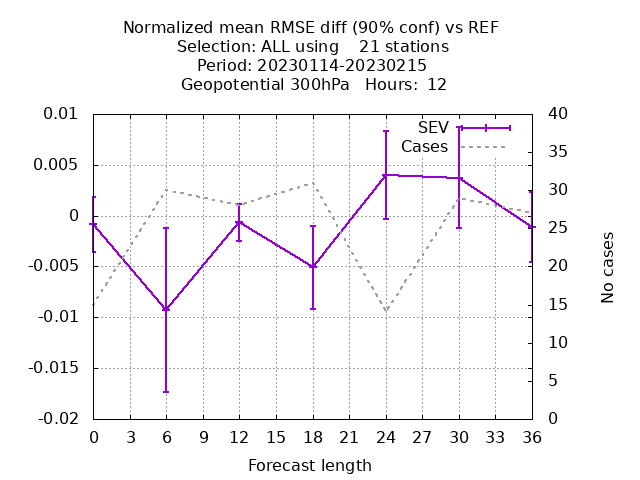 Normalized mean RMSE diff (90% conf) vs REF
Selection: ALL using    21 stations
Period: 20230114-20230215
Geopotential 300hPa   Hours:  12
0.01
0.005
0
-0.005
-0.01
-0.015
-0.02
SEV
Cases
40
35
30
25
20
15
10
5
0
No cases
0 3 6 9 12 15 18 21 24 27 30 33 36
Forecast length